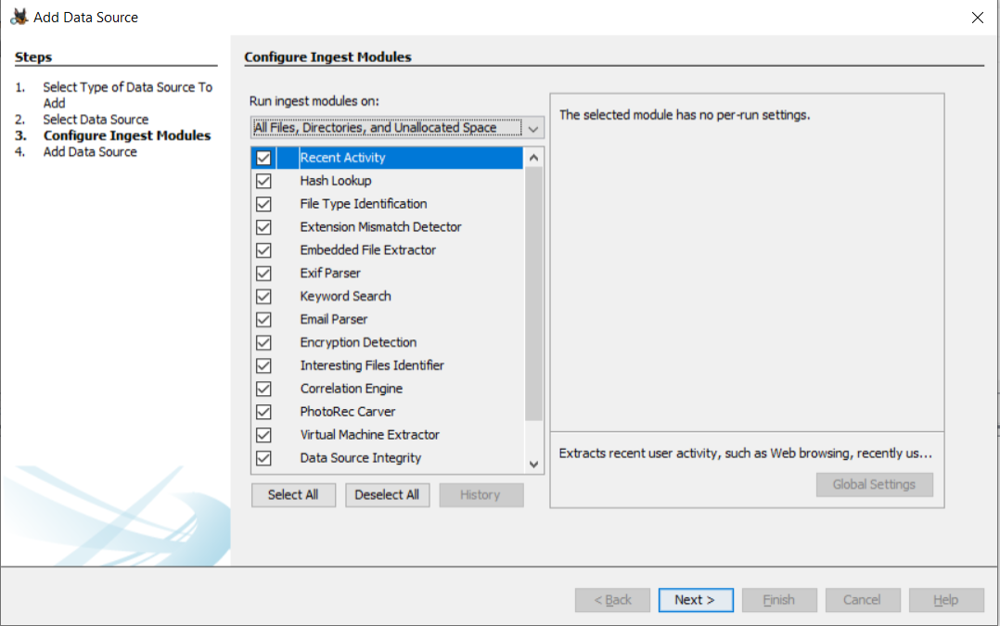 Add Data Source
Steps
1. Select Type of Data Source To
Add
2. Select Data Source
3. Configure Ingest Modules
4. Add Data Source
Configure Ingest Modules
Run ingest modules on:
All Files, Directories, and Unallocated Space
Recent Activity
Hash Lookup
File Type Identification
Extension Mismatch Detector
Embedded File Extractor
Exif Parser
Keyword Search
Email Parser
Encryption Detection
Interesting Files Identifier
Correlation Engine
PhotoRec Carver
Virtual Machine Extractor
Data Source Integrity
Select All
Deselect All
History
The selected module has no per-run settings.
Extracts recent user activity, such as Web browsing, recently us...
Global Settings
< Back
Next >
Finish
Cancel
Help